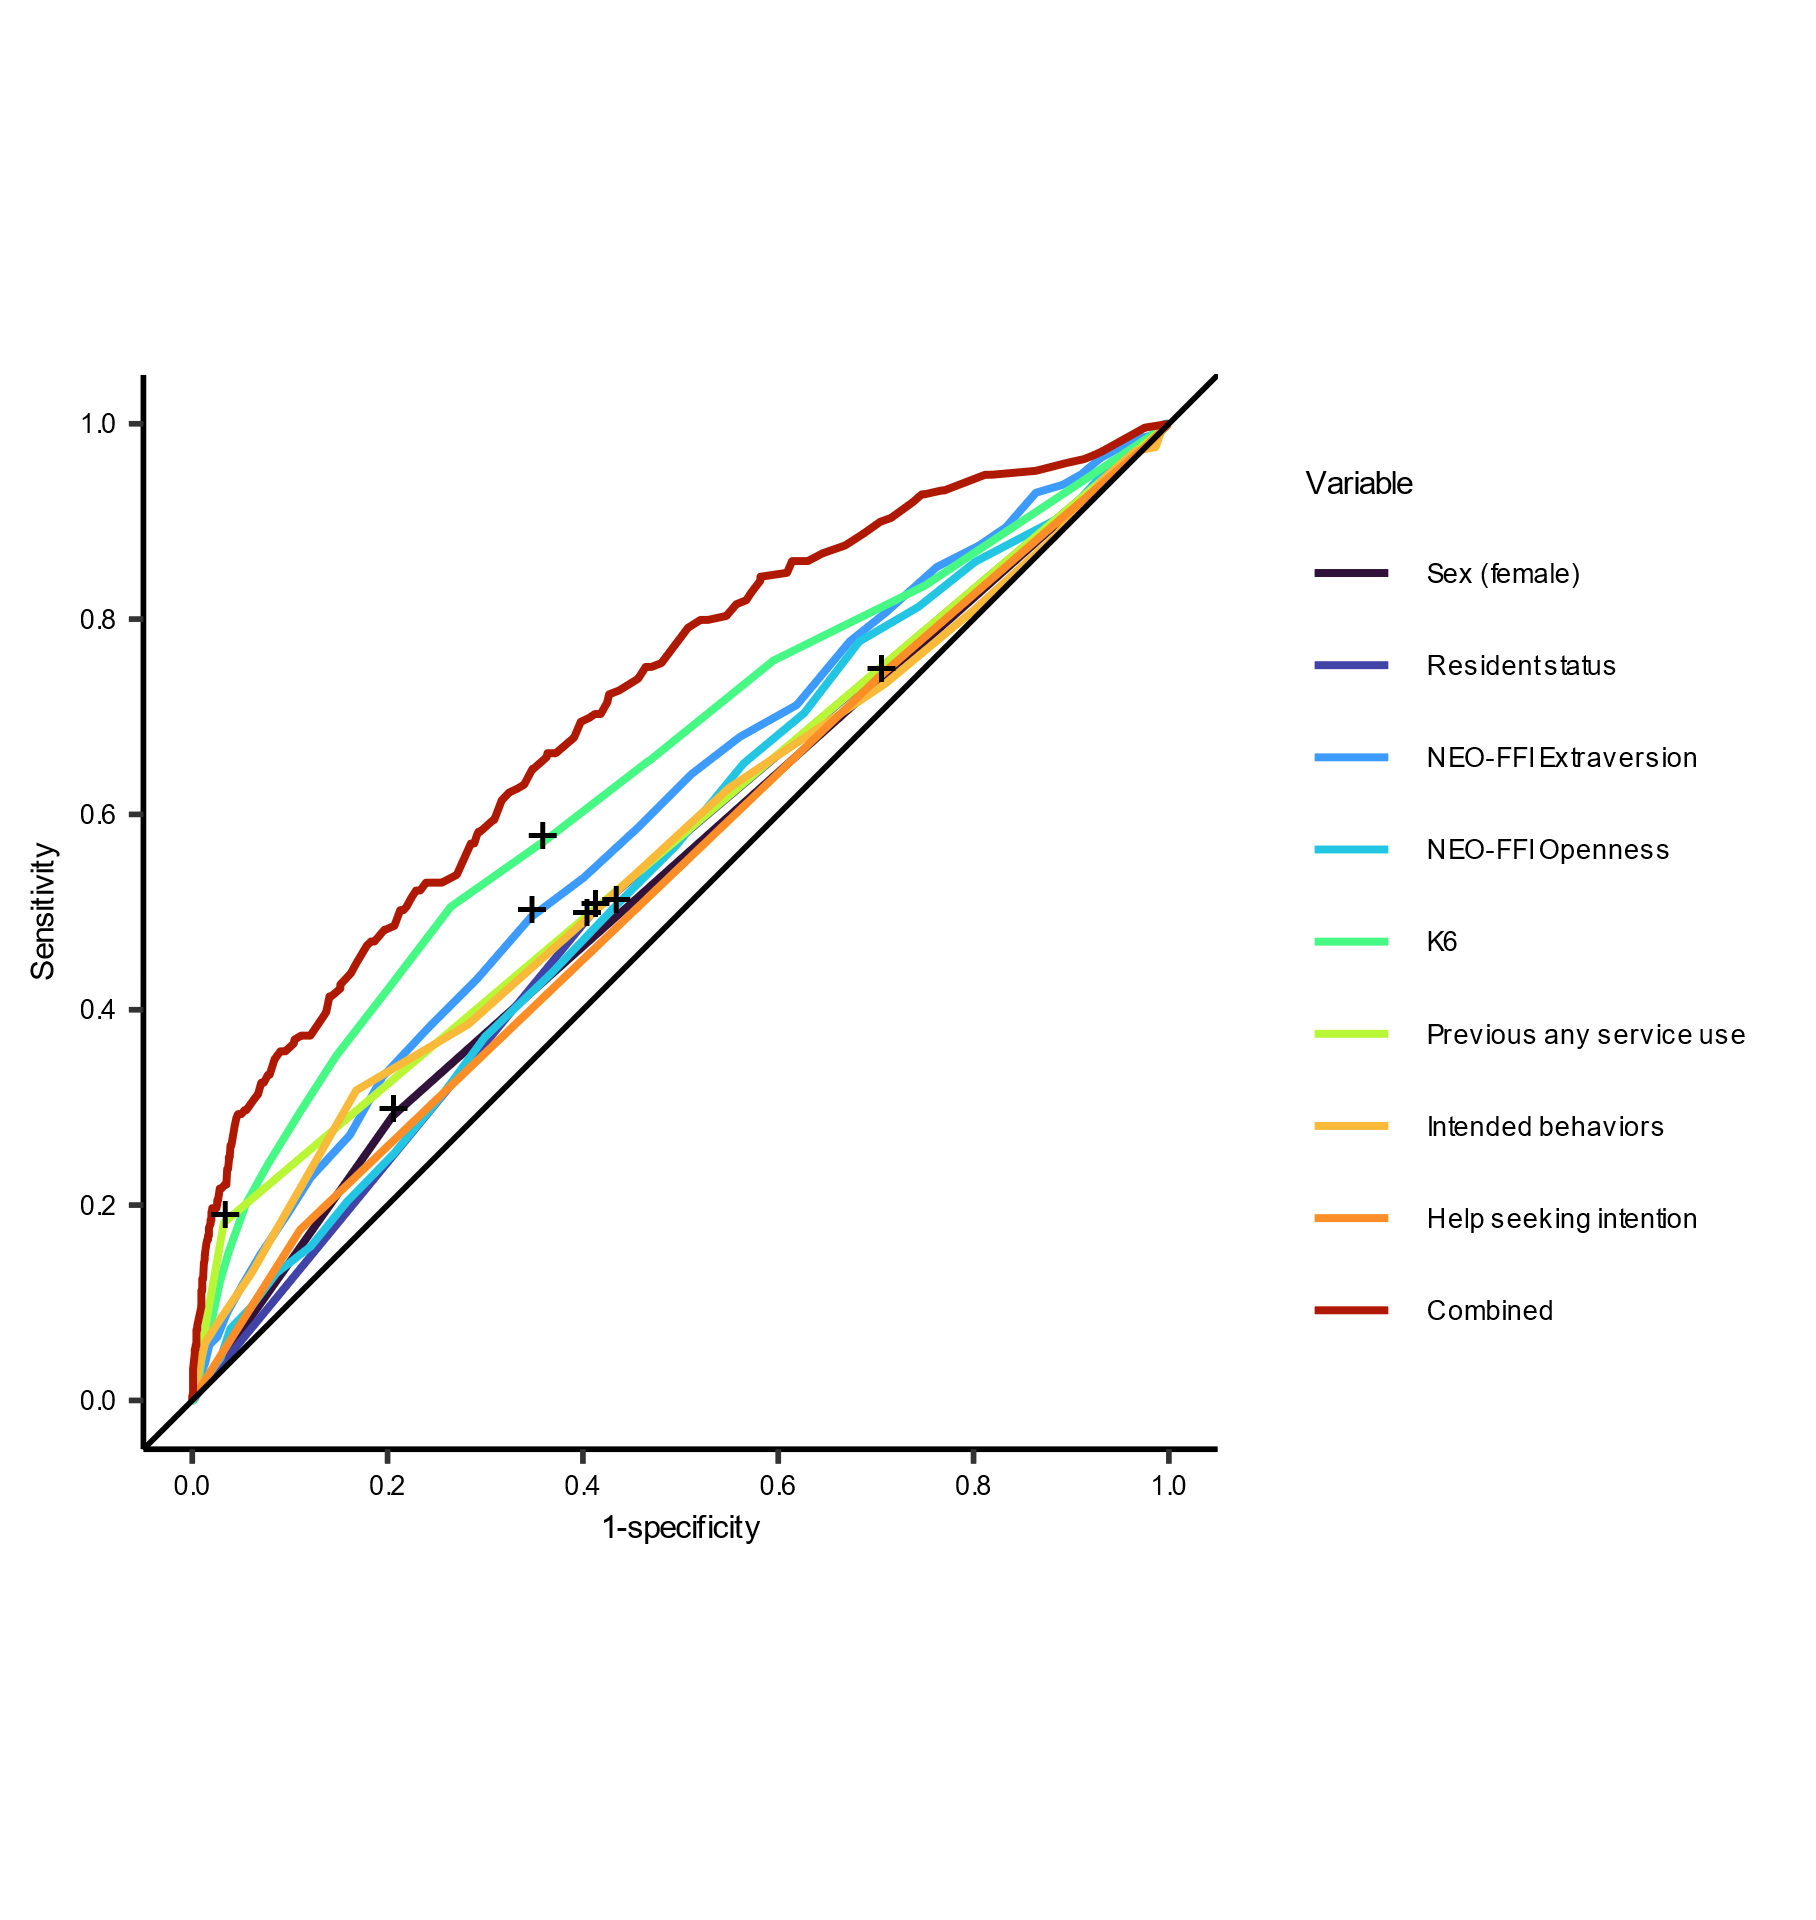 1.0
0.8
0.6
0.4
0.2
0.0
Sensitivity
0.0 0.2 0.4 0.6 0.8 1.0
1-specificity
Variable
Sex (female)
Resident status
NEO-FFI Extraversion
NEO-FFI Openness
K6
Previous any service use
Intended behaviors
Help seeking intention
Combined